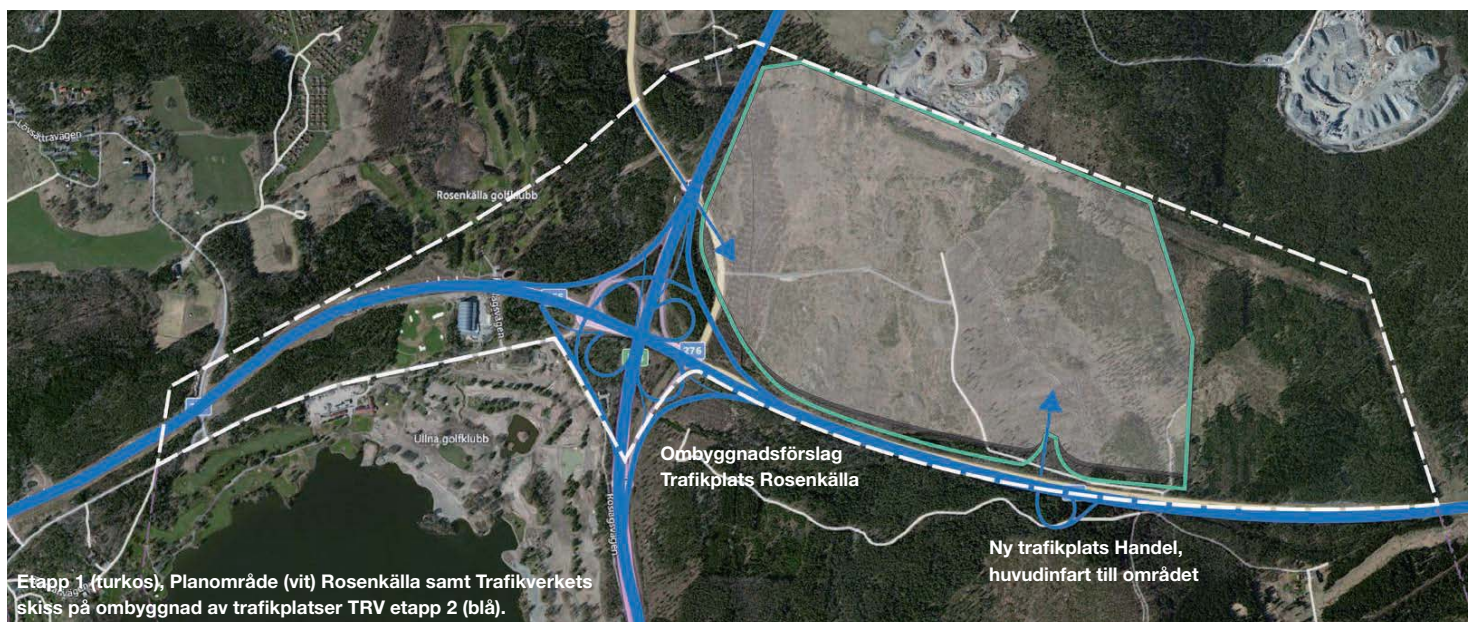 Lövsättravägen
Rosenkälla golfklubb
276
Ullna golfklubb
Roslagsvägen
Ombyggnadsförslag
Trafikplats Rosenkälla
Ny trafikplats Handel,
huvudinfart till området
Etapp 1 (turkos), Planområde (vit) Rosenkälla samt Trafikverkets
skiss på ombyggnad av trafikplatser TRV etapp 2 (blå).